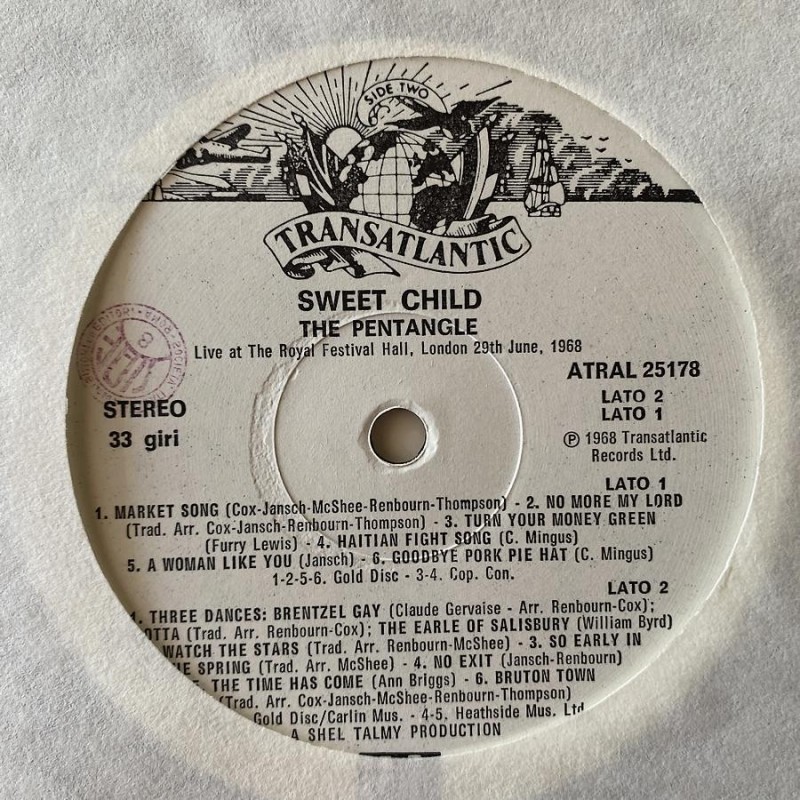 SIDE TWO
TRANSATLANTIC
SWEET CHILD
THE PENTANGLE
Live at The Royal Festival Hall, London 29th June, 1968
ATRAL 25178
STEREO
LATO 2
LATO 1
33 giri
℗ 1968 Transatlantic
Records Ltd.
LATO 1
1. MARKET SONG (Cox-Jansch-McShee-Renbourn-Thompson) - 2. NO MORE MY LORD
(Trad. Arr. Cox-Jansch-Renbourn-Thompson) - 3. TURN YOUR MONEY GREEN
(Furry Lewis) - 4. HAITIAN FIGHT SONG (C. Mingus)
5. A WOMAN LIKE YOU (Jansch) - 6. GOODBYE PORK PIE HAT (C. Mingus)
1-2-5-6. Gold Disc - 3-4. Cop. Con.
LATO 2
1. THREE DANCES: BRENTZEL GAY (Claude Gervaise - Arr. Renbourn-Cox);
OTTA (Trad. Arr. Renbourn-Cox); THE EARLE OF SALISBURY (William Byrd)
WATCH THE STARS (Trad. Arr. Renbourn-McShee) - 3. SO EARLY IN
HE SPRING (Trad. Arr. McShee) - 4. NO EXIT (Jansch-Renbourn)
THE TIME HAS COME (Ann Briggs) - 6. BRUTON TOWN
(Trad. Arr. Cox-Jansch-McShee-Renbourn-Thompson)
Gold Disc/Carlin Mus. - 4-5. Heathside Mus. Ltd
A SHEL TALMY PRODUCTION